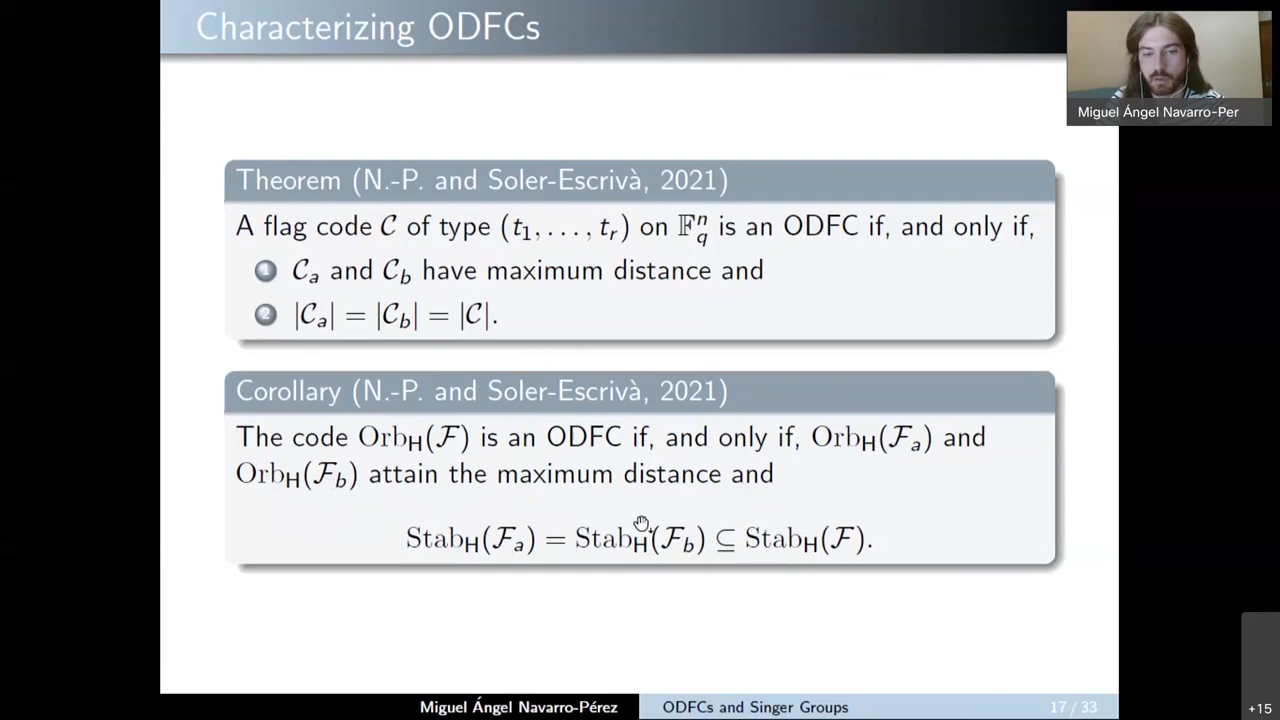 Characterizing ODFCs
Miguel Ángel Navarro-Per
Theorem (N.-P. and Soler-Escrivà, 2021)
A flag code 𝒞 of type (t₁, . . . , tᵣ) on 𝔽ⁿ_q is an ODFC if, and only if,
1 𝒞ₐ and 𝒞_b have maximum distance and
2 |𝒞ₐ| = |𝒞_b| = |𝒞|.
Corollary (N.-P. and Soler-Escrivà, 2021)
The code Orb_H(ℱ) is an ODFC if, and only if, Orb_H(ℱₐ) and
Orb_H(ℱ_b) attain the maximum distance and
Stab_H(ℱₐ) = Stab_H(ℱ_b) ⊆ Stab_H(ℱ).
Miguel Ángel Navarro-Pérez ODFCs and Singer Groups 17 / 33
+15